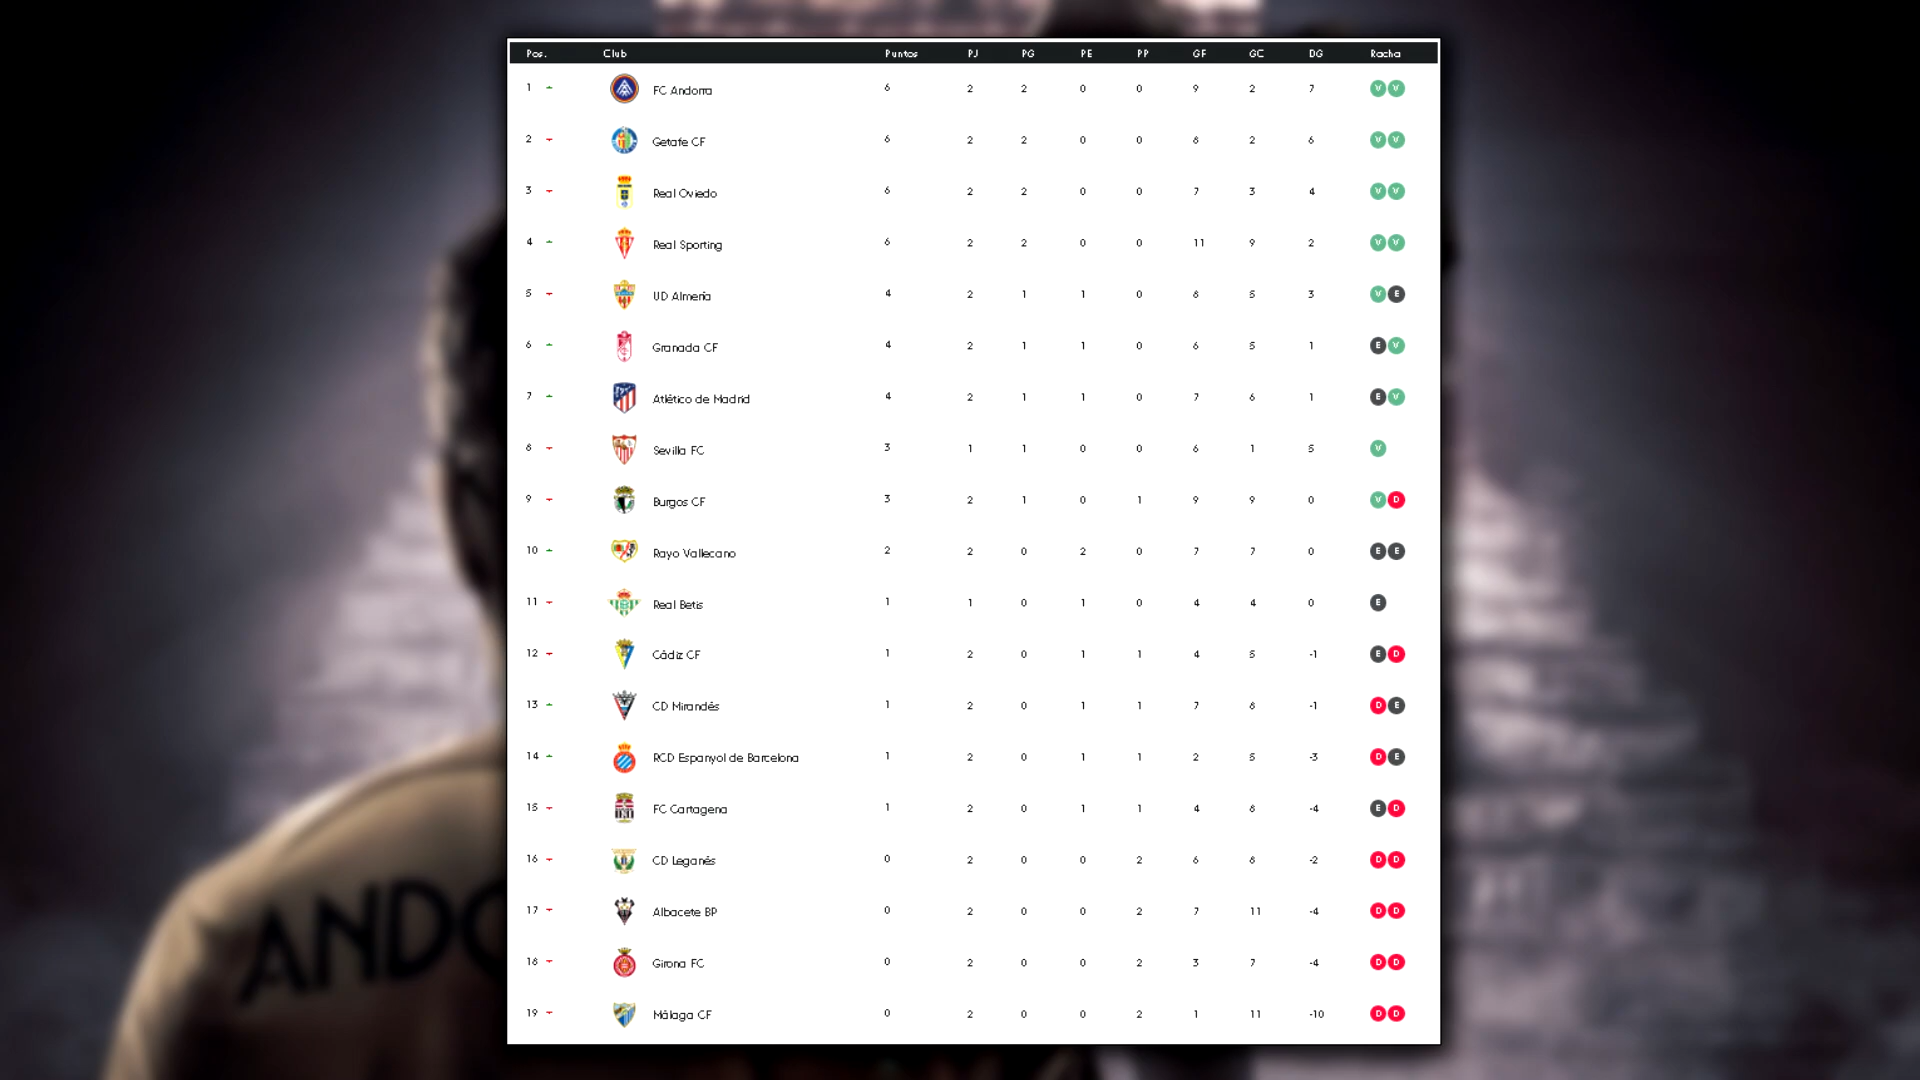 Pos. Club Puntos PJ PG PE PP GF GC DG Racha
1 FC Andorra 6 2 2 0 0 9 2 7 V V
2 Getafe CF 6 2 2 0 0 8 2 6 V V
3 Real Oviedo 6 2 2 0 0 7 3 4 V V
4 Real Sporting 6 2 2 0 0 11 9 2 V V
5 UD Almería 4 2 1 1 0 8 5 3 V E
6 Granada CF 4 2 1 1 0 6 5 1 E V
7 Atlético de Madrid 4 2 1 1 0 7 6 1 E V
8 Sevilla FC 3 1 1 0 0 6 1 5 V
9 Burgos CF 3 2 1 0 1 9 9 0 V D
10 Rayo Vallecano 2 2 0 2 0 7 7 0 E E
11 Real Betis 1 1 0 1 0 4 4 0 E
12 Cádiz CF 1 2 0 1 1 4 5 -1 E D
13 CD Mirandés 1 2 0 1 1 7 8 -1 D E
14 RCD Espanyol de Barcelona 1 2 0 1 1 2 5 -3 D E
15 FC Cartagena 1 2 0 1 1 4 8 -4 E D
16 CD Leganés 0 2 0 0 2 6 8 -2 D D
17 Albacete BP 0 2 0 0 2 7 11 -4 D D
18 Girona FC 0 2 0 0 2 3 7 -4 D D
19 Málaga CF 0 2 0 0 2 1 11 -10 D D
ANDO